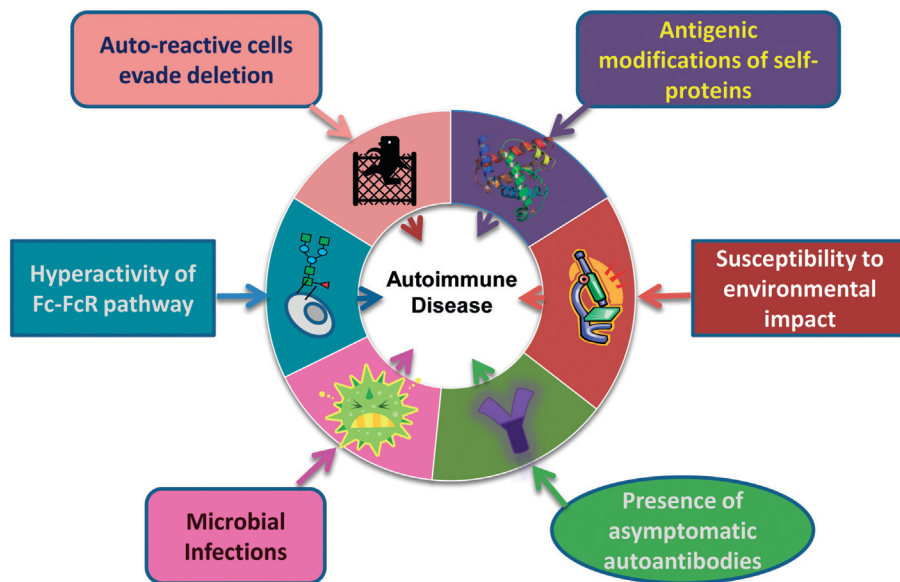 Auto-reactive cells
evade deletion
Antigenic
modifications of self-
proteins
Hyperactivity of
Fc-FcR pathway
Autoimmune
Disease
Susceptibility to
environmental
impact
Microbial
Infections
Presence of
asymptomatic
autoantibodies